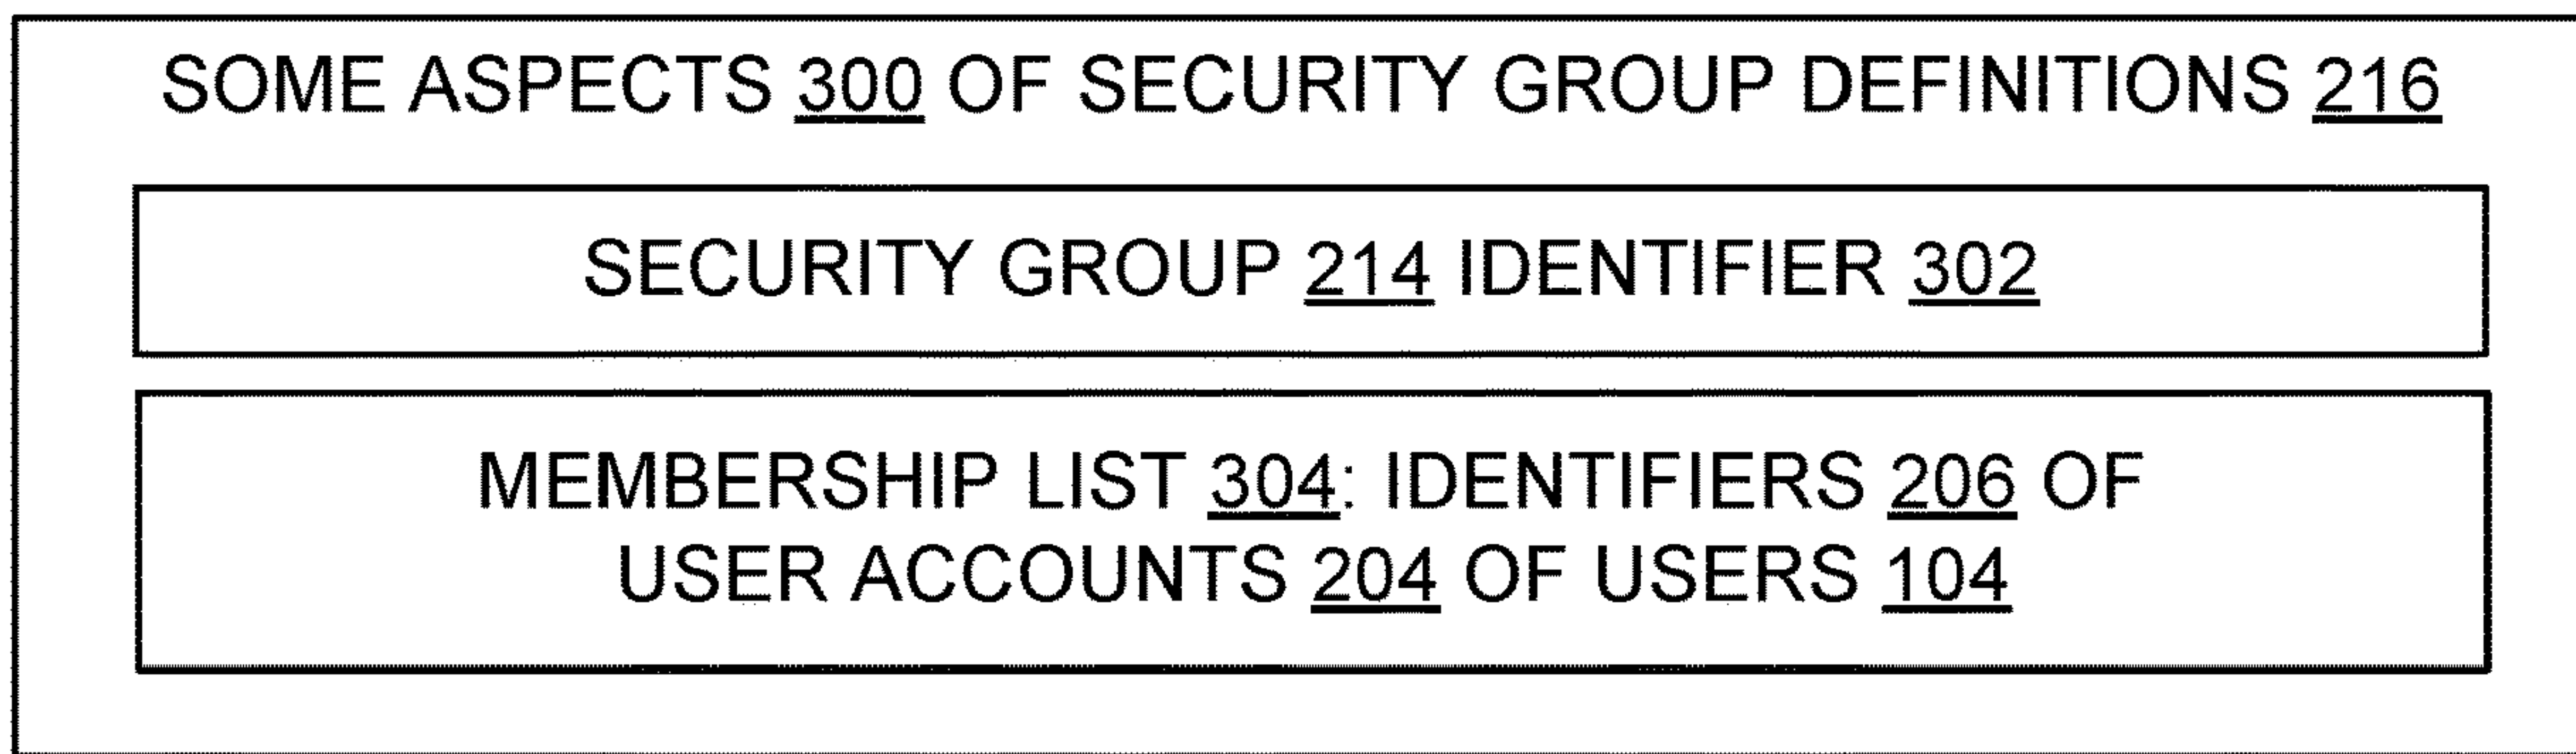 SOME ASPECTS 300 OF SECURITY GROUP DEFINITIONS 216
SECURITY GROUP 214 IDENTIFIER 302
MEMBERSHIP LIST 304: IDENTIFIERS 206 OF
USER ACCOUNTS 204 OF USERS 104